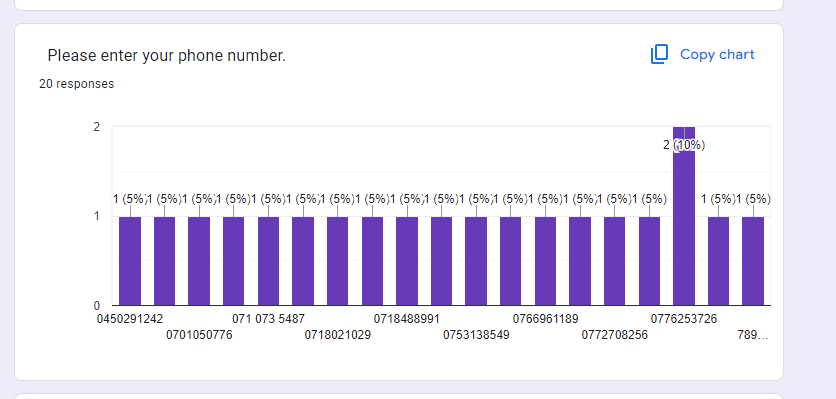 Please enter your phone number.
Copy chart
20 responses
2
2 (10%)
1 (5%) 1 (5%) 1 (5%) 1 (5%) 1 (5%) 1 (5%) 1 (5%) 1 (5%) 1 (5%) 1 (5%) 1 (5%) 1 (5%) 1 (5%) 1 (5%) 1 (5%) 1 (5%) 1 (5%) 1 (5%)
1
0
0450291242 071 073 5487 0718488991 0766961189 0776253726
0701050776 0718021029 0753138549 0772708256 789...